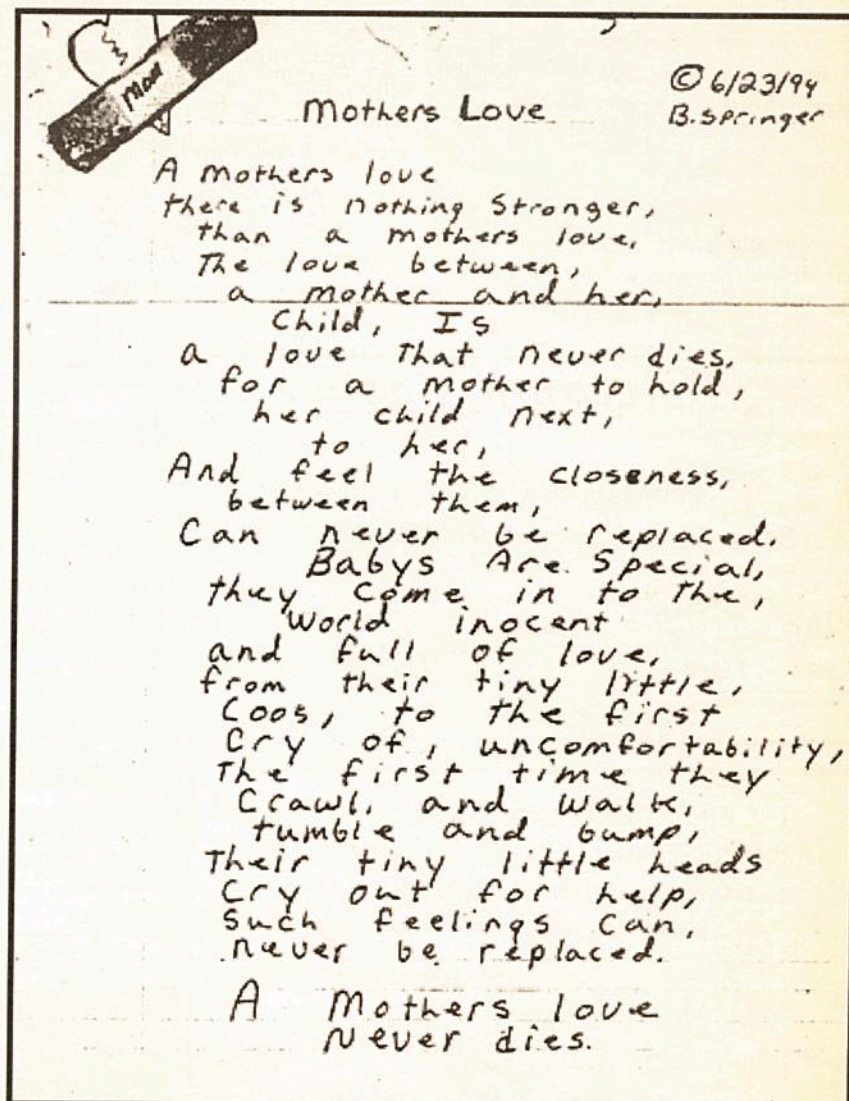 Mom
© 6/23/94
B. Springer
Mothers Love
A mothers love
there is nothing Stronger,
than a mothers love,
The love between,
a mother and her,
Child, Is
a love That never dies,
for a mother to hold,
her child next,
to her,
And feel the closeness,
between them,
Can never be replaced.
Babys Are Special,
they come in to the,
World inocent
and full of love,
from their tiny little,
Coos, to the first
Cry of, uncomfortability,
The first time they
Crawl, and walk,
tumble and bump,
Their tiny little heads
Cry out for help,
Such feelings can,
never be replaced.
A Mothers love
Never dies.